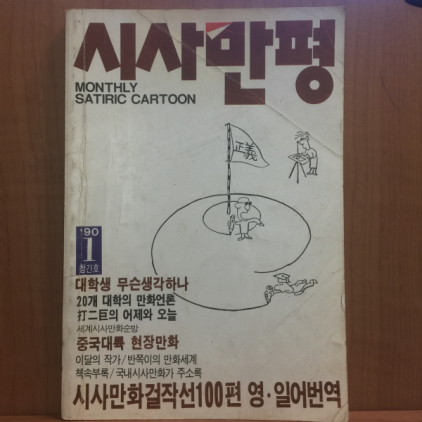 시사만평
MONTHLY
SATIRIC CARTOON
正義
'90
1
창간호
대학생 무슨생각하나
20개 대학의 만화언론
打二巨의 어제와 오늘
세계시사만화순방
중국대륙 현장만화
이달의 작가/반쪽이의 만화세계
책속부록/국내시사만화가 주소록
시사만화걸작선100편 영·일어번역